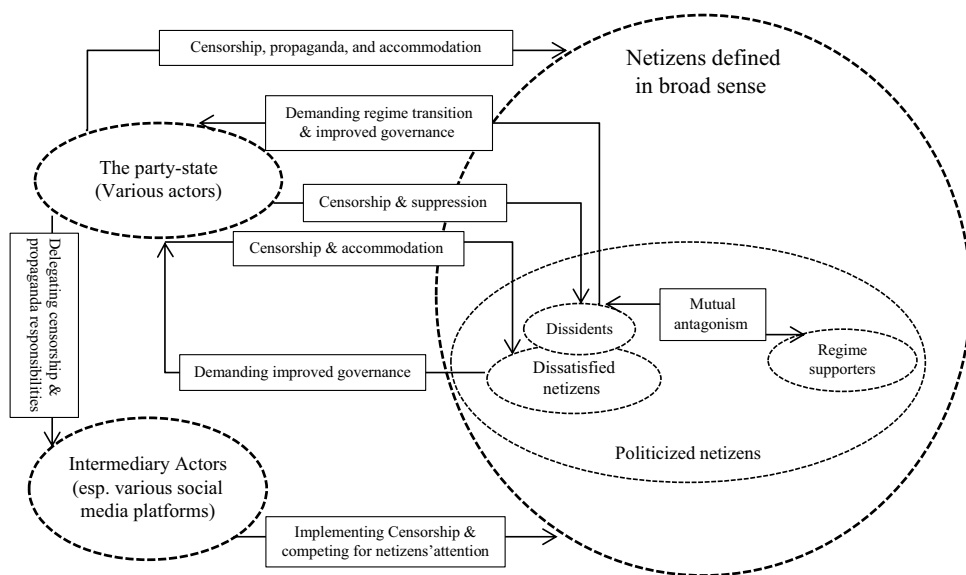 Censorship, propaganda, and accommodation
Netizens defined
in broad sense
Demanding regime transition
& improved governance
The party-state
(Various actors)
Censorship & suppression
Censorship & accommodation
Delegating censorship &
propaganda responsibilities
Mutual
antagonism
Dissidents
Regime
supporters
Dissatisfied
netizens
Demanding improved governance
Politicized netizens
Intermediary Actors
(esp. various social
media platforms)
Implementing Censorship &
competing for netizens’attention